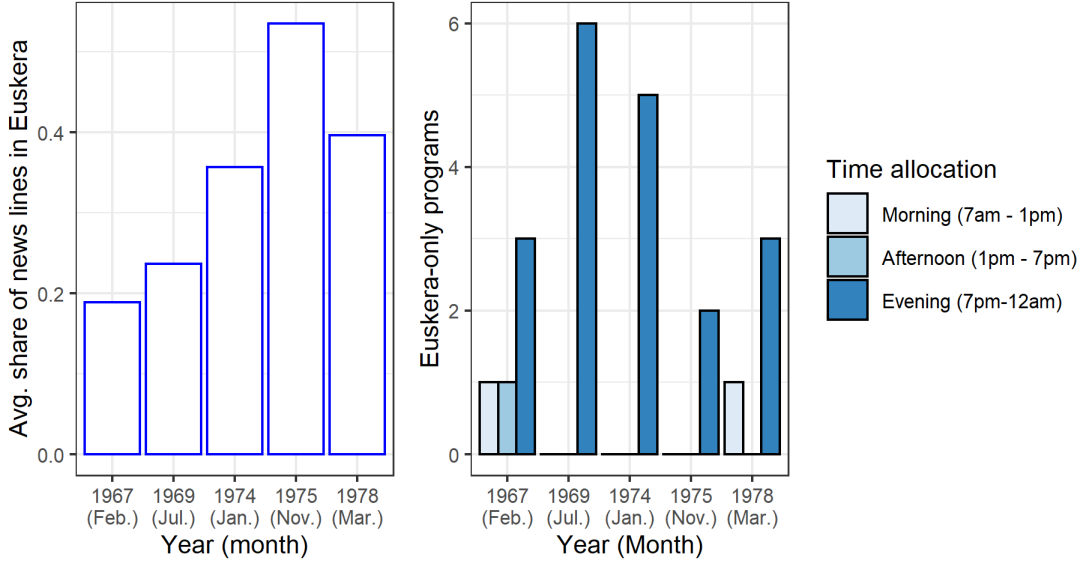 Avg. share of news lines in Euskera
0.4
0.2
0.0
1967 1969 1974 1975 1978
(Feb.) (Jul.) (Jan.) (Nov.) (Mar.)
Year (month)
Euskera-only programs
6
4
2
0
1967 1969 1974 1975 1978
(Feb.) (Jul.) (Jan.) (Nov.) (Mar.)
Year (Month)
Time allocation
Morning (7am - 1pm)
Afternoon (1pm - 7pm)
Evening (7pm-12am)